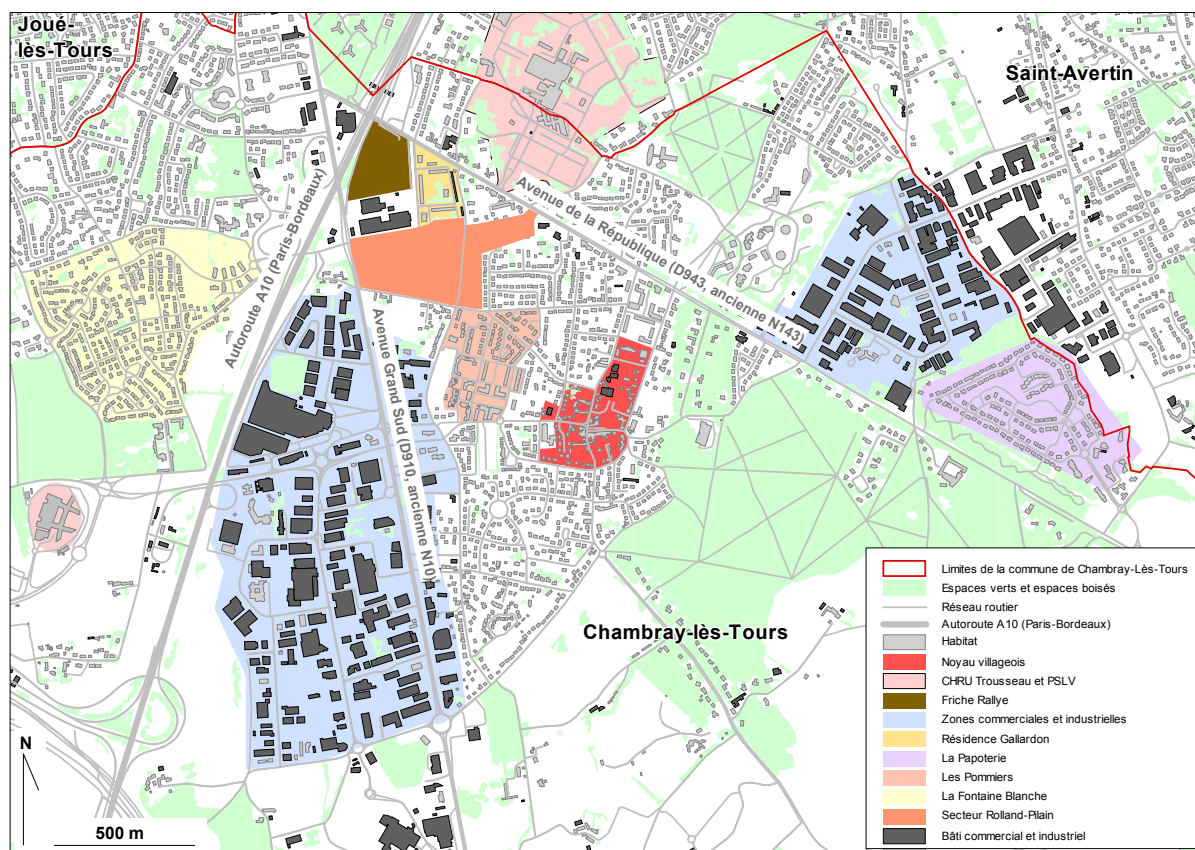 Joué-
lès-Tours
Saint-Avertin
Autoroute A10 (Paris-Bordeaux)
Avenue de la République (D943, ancienne N143)
Avenue Grand Sud (D910, ancienne N10)
Chambray-lès-Tours
N
500 m
Limites de la commune de Chambray-Lès-Tours
Espaces verts et espaces boisés
Réseau routier
Autoroute A10 (Paris-Bordeaux)
Habitat
Noyau villageois
CHRU Trousseau et PSLV
Friche Rallye
Zones commerciales et industrielles
Résidence Gallardon
La Papoterie
Les Pommiers
La Fontaine Blanche
Secteur Rolland-Pilain
Bâti commercial et industriel